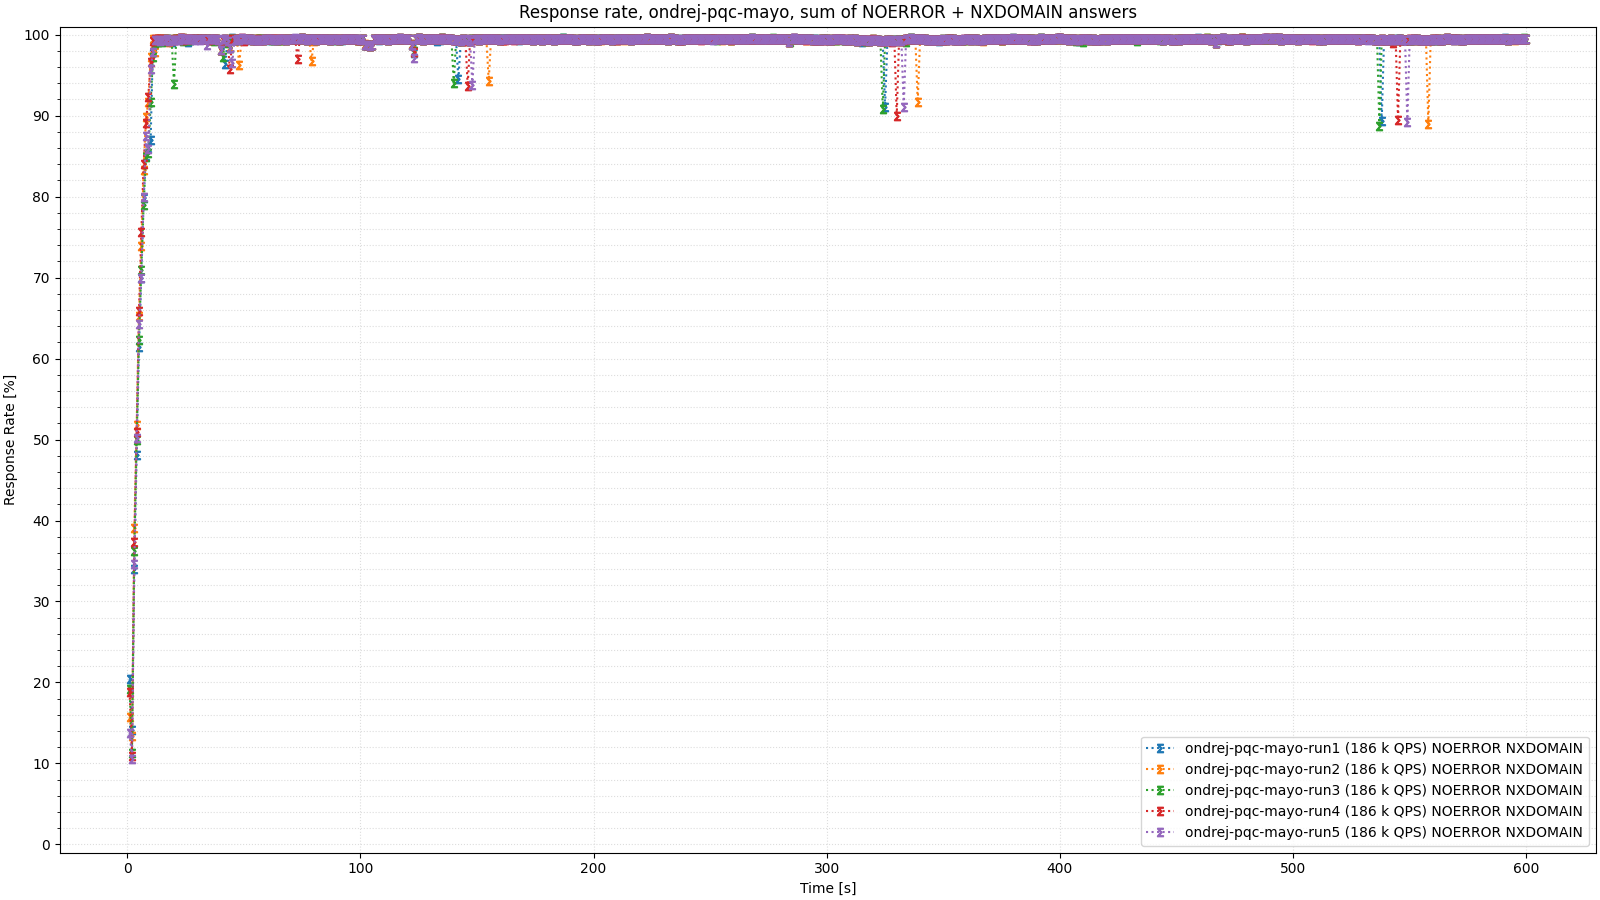 Response rate, ondrej-pqc-mayo, sum of NOERROR + NXDOMAIN answers
Response Rate [%]
100
90
80
70
60
50
40
30
20
10
0
0 100 200 300 400 500 600
Time [s]
ondrej-pqc-mayo-run1 (186 k QPS) NOERROR NXDOMAIN
ondrej-pqc-mayo-run2 (186 k QPS) NOERROR NXDOMAIN
ondrej-pqc-mayo-run3 (186 k QPS) NOERROR NXDOMAIN
ondrej-pqc-mayo-run4 (186 k QPS) NOERROR NXDOMAIN
ondrej-pqc-mayo-run5 (186 k QPS) NOERROR NXDOMAIN